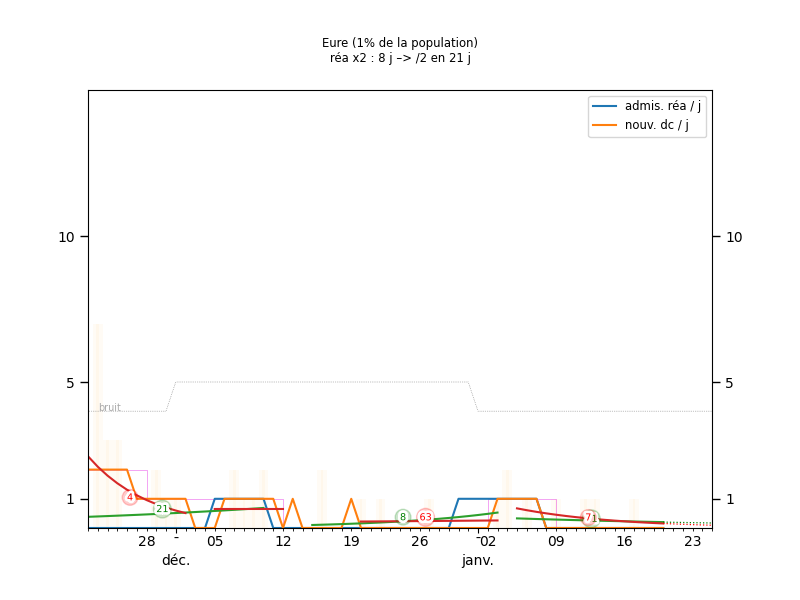 Eure (1% de la population)
réa x2 : 8 j –> /2 en 21 j
admis. réa / j
nouv. dc / j
10 10
5 5
bruit
4
21
8 63
7
1 1
28 - 05 12 19 26 02 09 16 23
déc. janv.